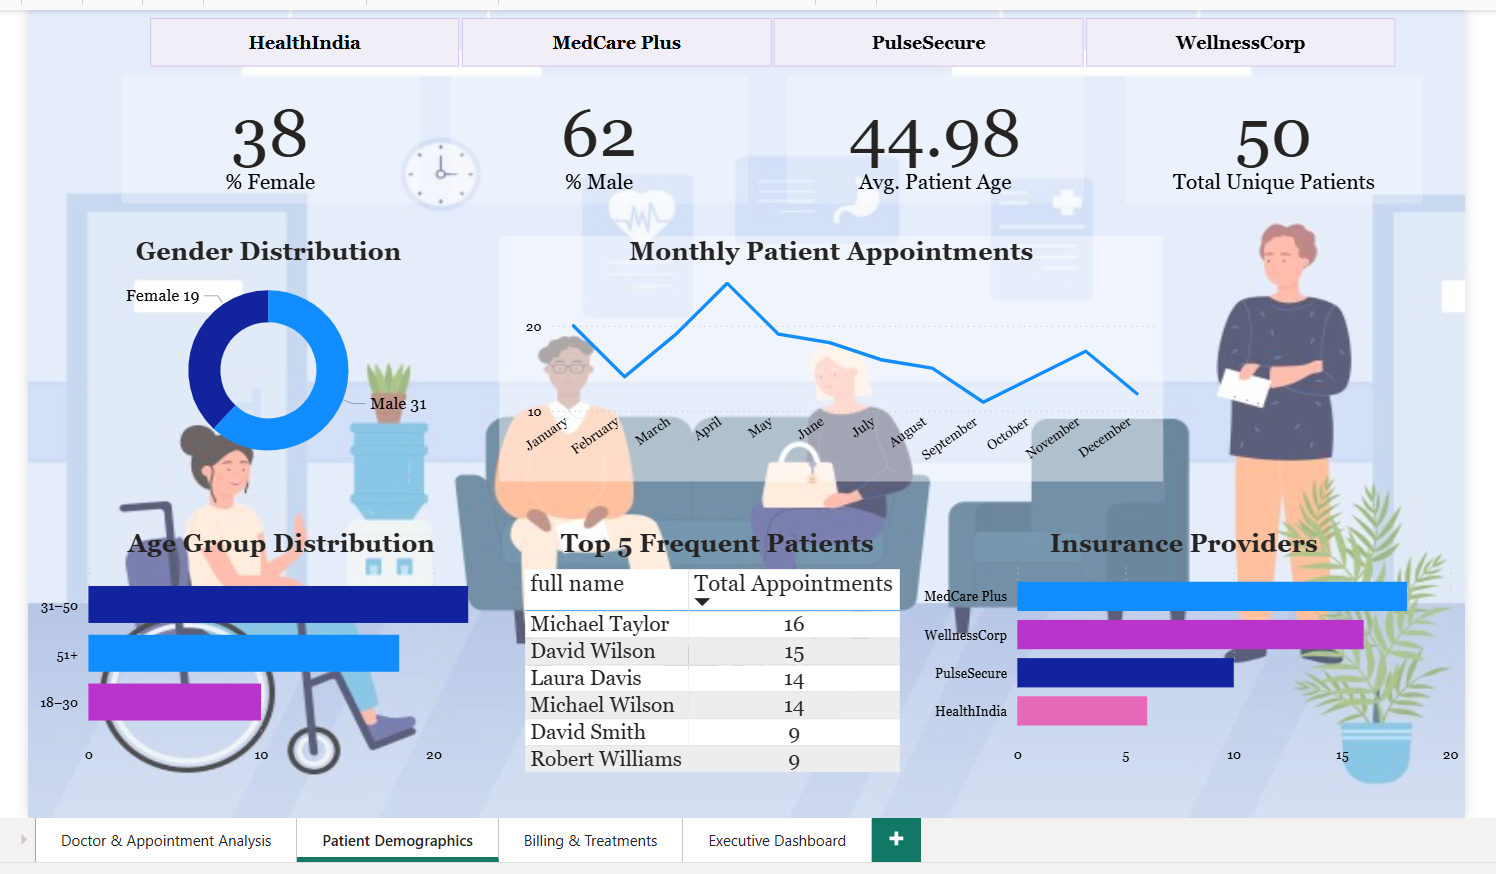 HealthIndia
MedCare Plus
PulseSecure
WellnessCorp
38
% Female
62
% Male
44.98
Avg. Patient Age
50
Total Unique Patients
Gender Distribution
Female 19
Male 31
Monthly Patient Appointments
20
10
January
February
March
April
May
June
July
August
September
October
November
December
Age Group Distribution
31–50
51+
18–30
0 10 20
Top 5 Frequent Patients
full name Total Appointments
Michael Taylor 16
David Wilson 15
Laura Davis 14
Michael Wilson 14
David Smith 9
Robert Williams 9
Insurance Providers
MedCare Plus
WellnessCorp
PulseSecure
HealthIndia
0 5 10 15 20
Doctor & Appointment Analysis
Patient Demographics
Billing & Treatments
Executive Dashboard
+